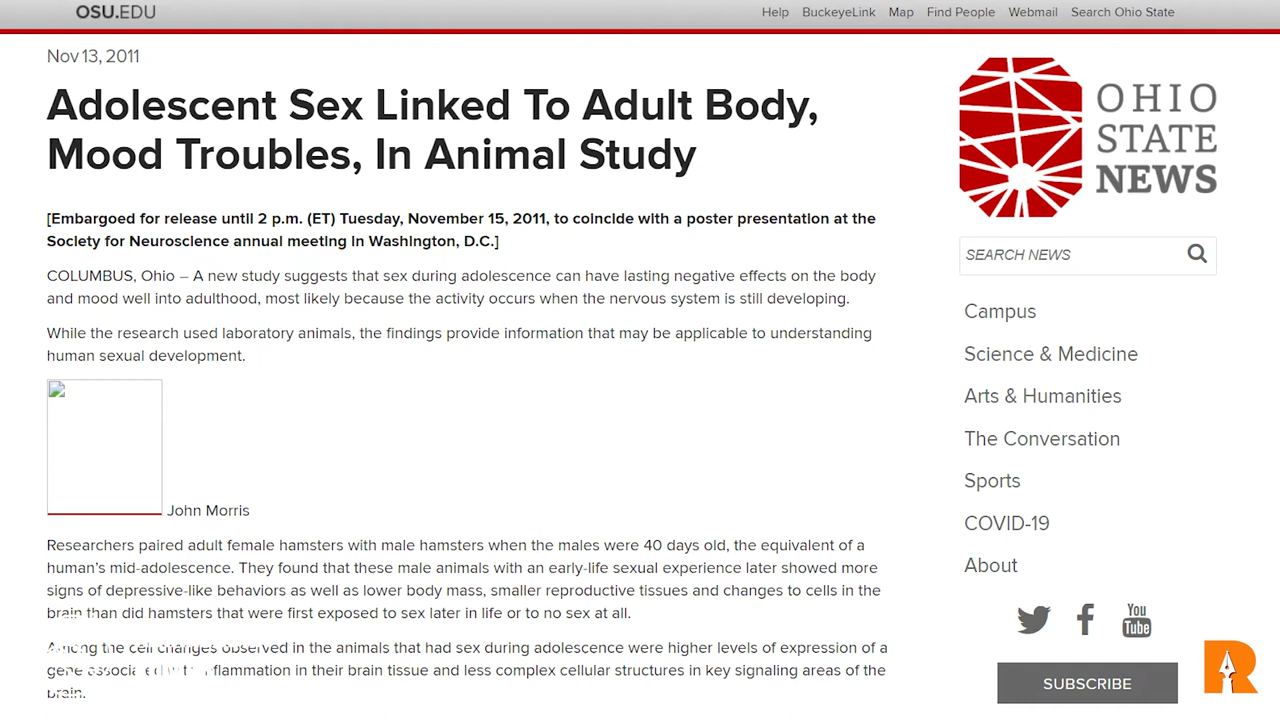 OSU.EDU
Help BuckeyeLink Map Find People Webmail Search Ohio State
Nov 13, 2011
Adolescent Sex Linked To Adult Body,
Mood Troubles, In Animal Study
[Embargoed for release until 2 p.m. (ET) Tuesday, November 15, 2011, to coincide with a poster presentation at the
Society for Neuroscience annual meeting in Washington, D.C.]
COLUMBUS, Ohio – A new study suggests that sex during adolescence can have lasting negative effects on the body
and mood well into adulthood, most likely because the activity occurs when the nervous system is still developing.
While the research used laboratory animals, the findings provide information that may be applicable to understanding
human sexual development.
John Morris
Researchers paired adult female hamsters with male hamsters when the males were 40 days old, the equivalent of a
human's mid-adolescence. They found that these male animals with an early-life sexual experience later showed more
signs of depressive-like behaviors as well as lower body mass, smaller reproductive tissues and changes to cells in the
brain than did hamsters that were first exposed to sex later in life or to no sex at all.
Among the cell changes observed in the animals that had sex during adolescence were higher levels of expression of a
gene associated with inflammation in their brain tissue and less complex cellular structures in key signaling areas of the
brain.
OHIO
STATE
NEWS
SEARCH NEWS
Campus
Science & Medicine
Arts & Humanities
The Conversation
Sports
COVID-19
About
You
Tube
SUBSCRIBE
R